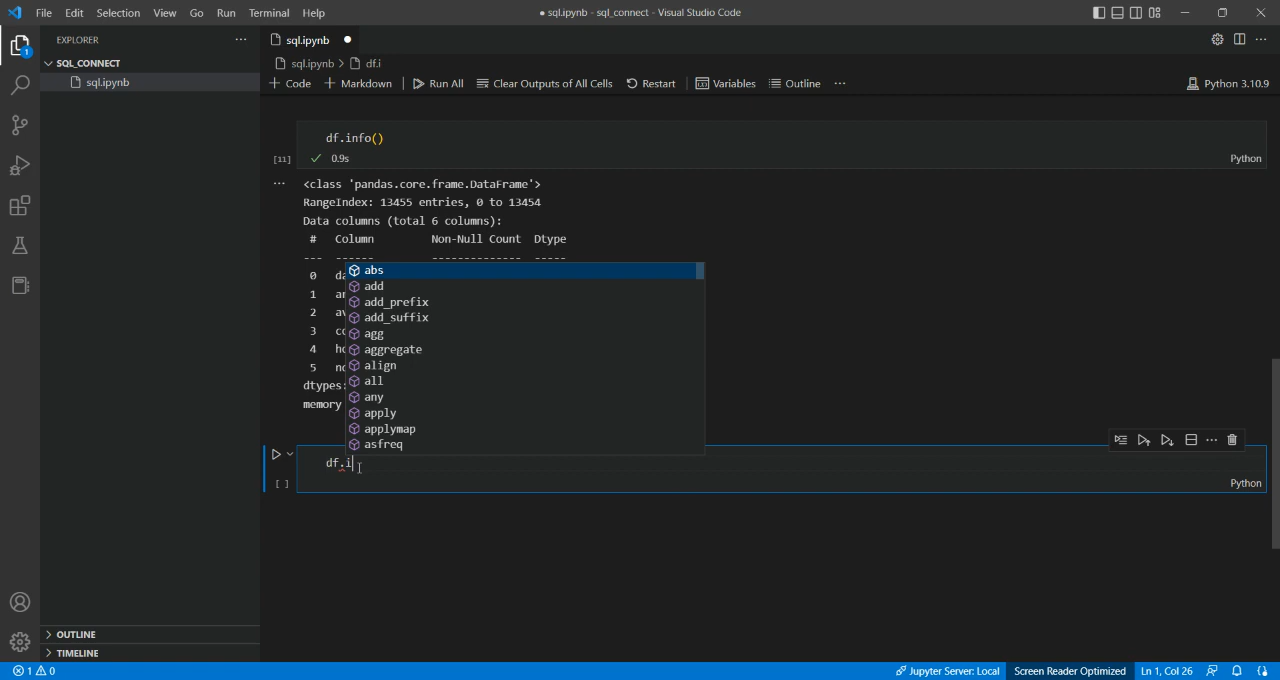 File Edit Selection View Go Run Terminal Help
● sql.ipynb - sql_connect - Visual Studio Code
EXPLORER
SQL_CONNECT
sql.ipynb
OUTLINE
TIMELINE
sql.ipynb
sql.ipynb > df.i
+ Code + Markdown Run All Clear Outputs of All Cells Restart Variables Outline ...
Python 3.10.9
df.info()
[11] 0.9s
Python
<class 'pandas.core.frame.DataFrame'>
RangeIndex: 13455 entries, 0 to 13454
Data columns (total 6 columns):
# Column Non-Null Count Dtype
--- ------ -------------- -----
0 da
1
2 av
3
4
5
dtypes:
memory
abs
add
add_prefix
add_suffix
agg
aggregate
align
all
any
apply
applymap
asfreq
df.i
[ ]
Python
1
1 0
Jupyter Server: Local
Screen Reader Optimized
Ln 1, Col 26